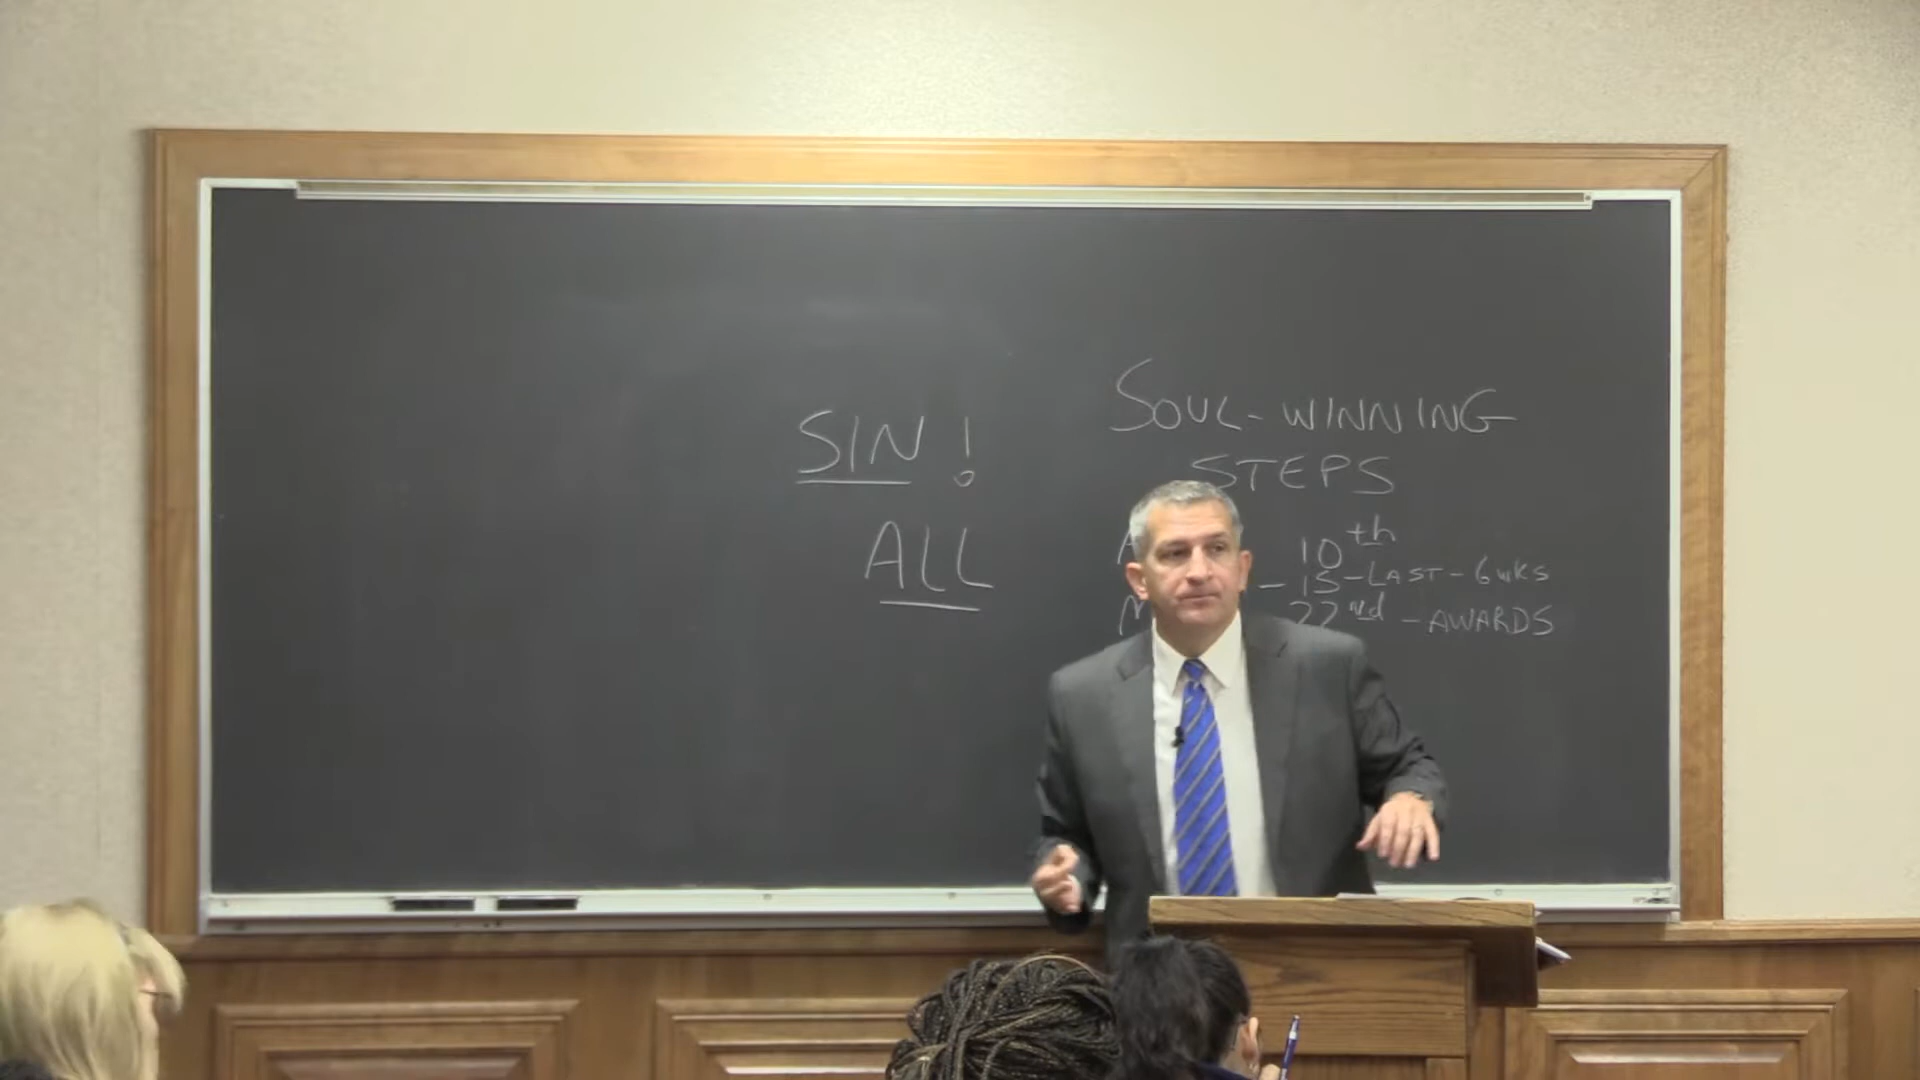 SIN!
ALL
SOUL-WINNING
STEPS
10th
-15-LAST-6wks
22nd - AWARDS